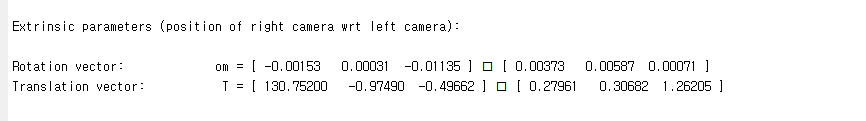 Extrinsic parameters (position of right camera wrt left camera):
Rotation vector: om = [ -0.00153 0.00031 -0.01135 ] □ [ 0.00373 0.00587 0.00071 ]
Translation vector: T = [ 130.75200 -0.97490 -0.49662 ] □ [ 0.27961 0.30682 1.26205 ]